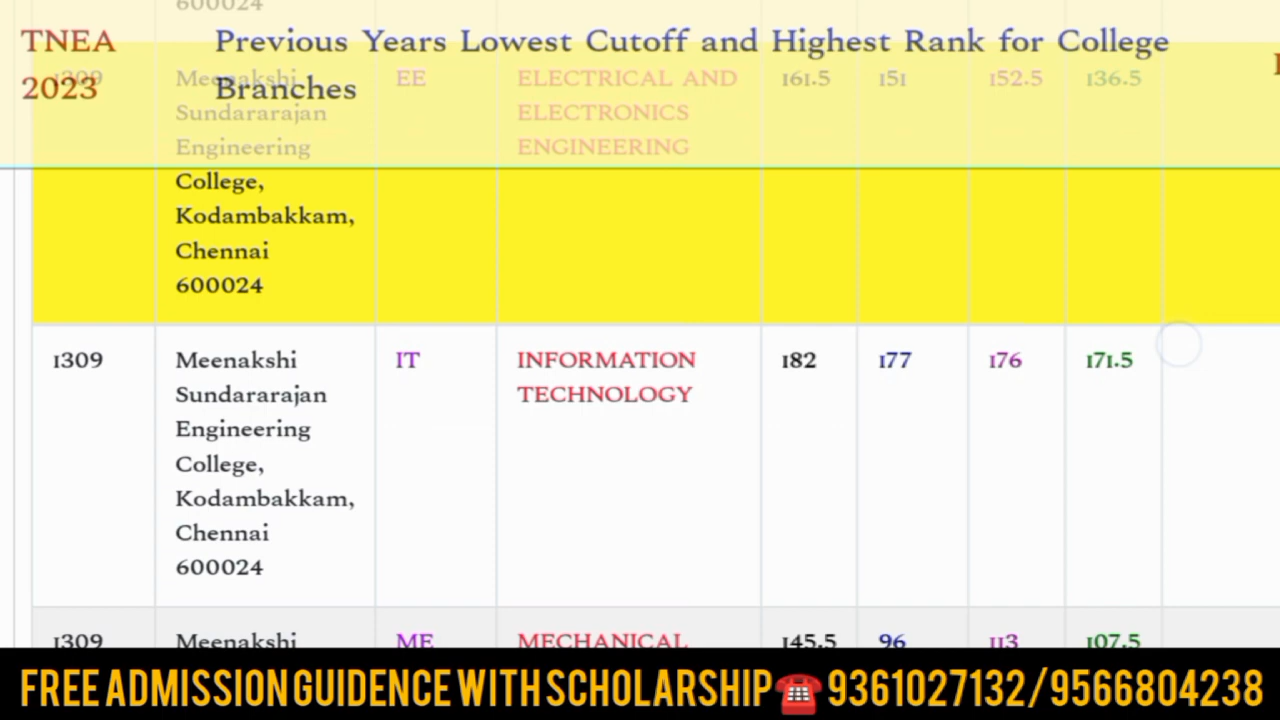 600024
TNEA Previous Years Lowest Cutoff and Highest Rank for College
2023 Branches
1309 Meenakshi EE ELECTRICAL AND 161.5 151 152.5 136.5
Sundararajan ELECTRONICS
Engineering ENGINEERING
College,
Kodambakkam,
Chennai
600024
1309 Meenakshi IT INFORMATION 182 177 176 171.5
Sundararajan TECHNOLOGY
Engineering
College,
Kodambakkam,
Chennai
600024
1309 Meenakshi ME MECHANICAL 145.5 96 113 107.5
FREE ADMISSION GUIDENCE WITH SCHOLARSHIP☎️ 9361027132/9566804238